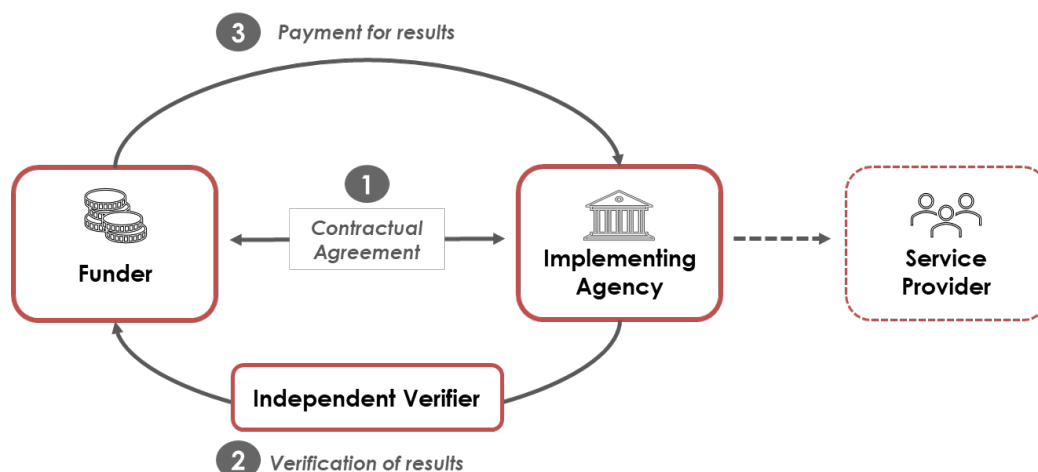 3 Payment for results
1
Contractual
Agreement
Funder
Implementing
Agency
Service
Provider
Independent Verifier
2 Verification of results